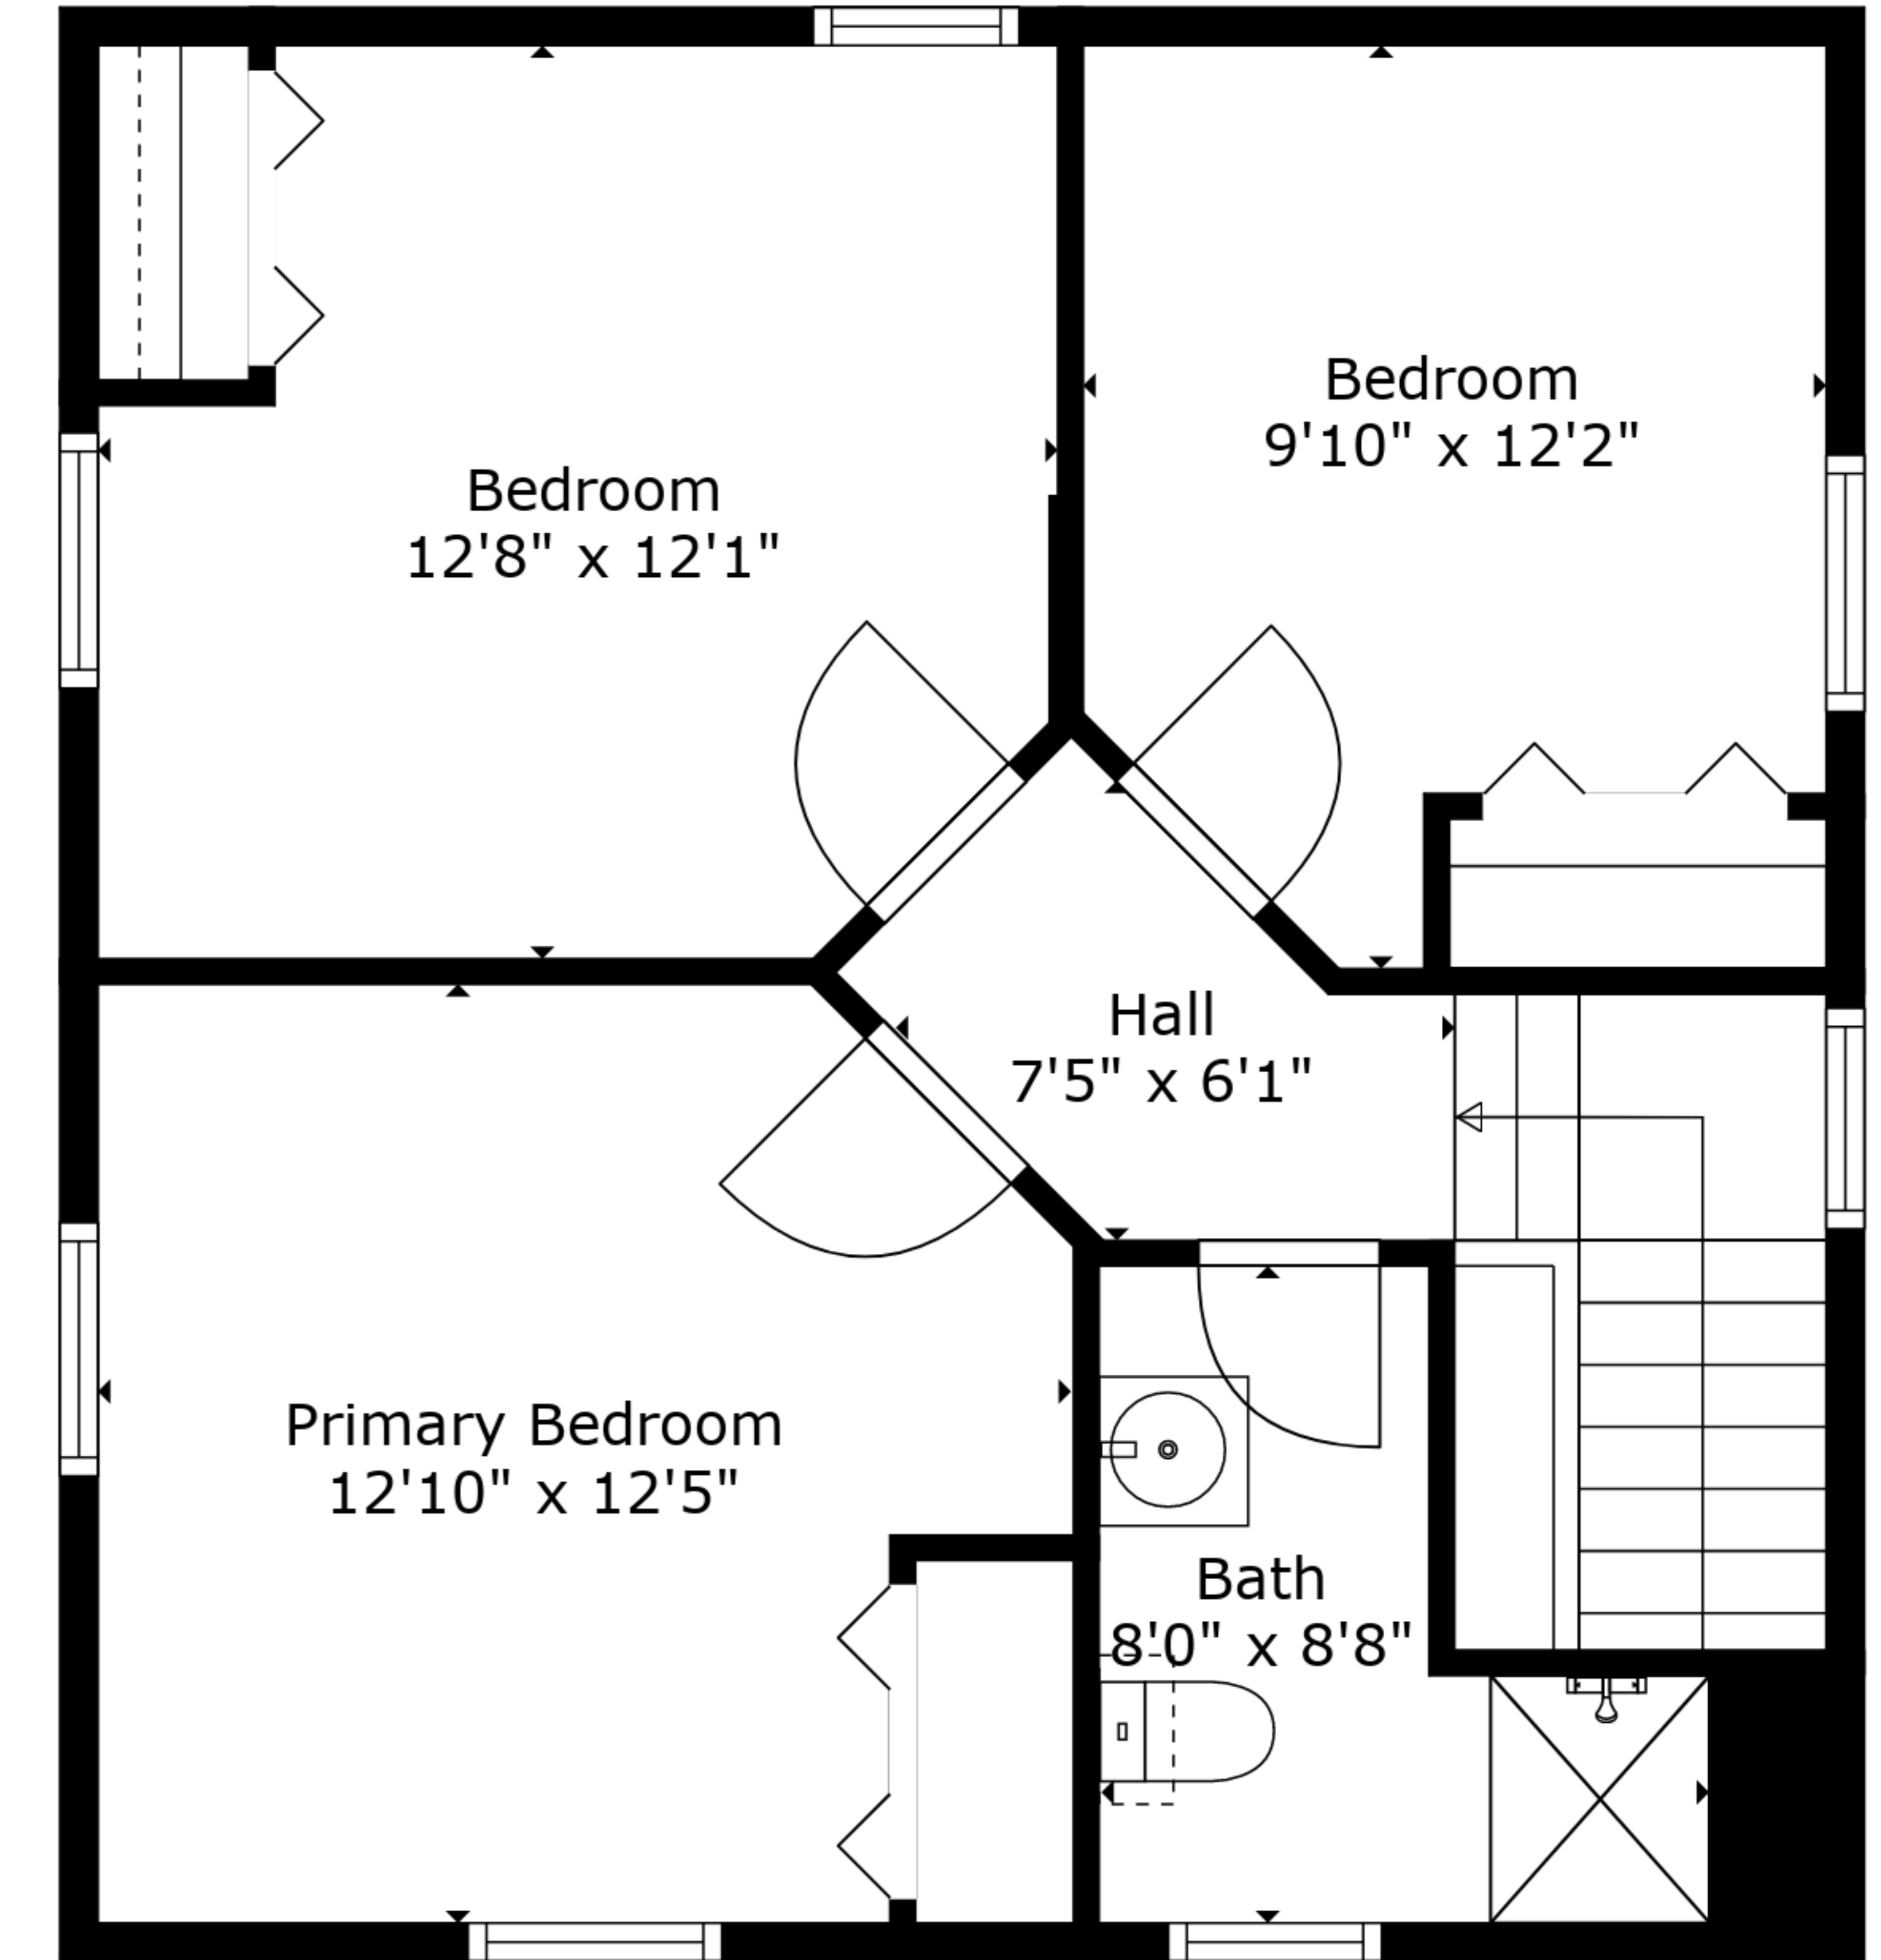 Bedroom
9'10" x 12'2"
Bedroom
12'8" x 12'1"
Hall
7'5" x 6'1"
Primary Bedroom
12'10" x 12'5"
Bath
8'0" x 8'8"